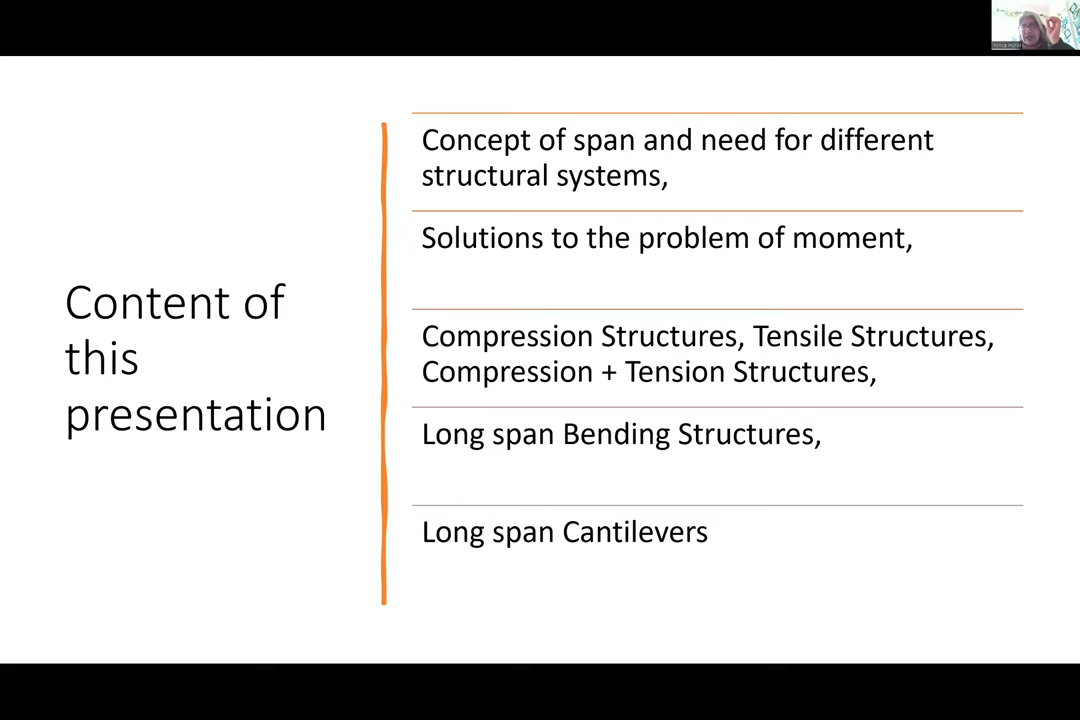 Content of
this
presentation
Concept of span and need for different
structural systems,
Solutions to the problem of moment,
Compression Structures, Tensile Structures,
Compression + Tension Structures,
Long span Bending Structures,
Long span Cantilevers